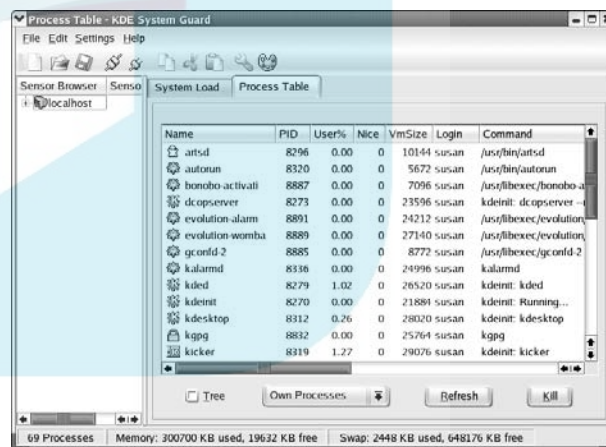 Process Table - KDE System Guard
File Edit Settings Help
Sensor Browser Senso
localhost
System Load Process Table
Name PID User% Nice VmSize Login Command
artsd 8296 0.00 0 10144 susan /usr/bin/artsd
autorun 8320 0.00 0 5672 susan /usr/bin/autorun
bonobo-activati 8887 0.00 0 7096 susan /usr/libexec/bonobo-a
dcopserver 8273 0.00 0 23596 susan kdeinit: dcopserver --
evolution-alarm 8891 0.00 0 24212 susan /usr/libexec/evolution
evolution-womba 8889 0.00 0 27140 susan /usr/libexec/evolution
gconfd-2 8885 0.00 0 8772 susan /usr/libexec/gconfd-2
kalarmd 8336 0.00 0 24996 susan kalarmd
kded 8279 1.02 0 26520 susan kdeinit: kded
kdeinit 8270 0.00 0 21884 susan kdeinit: Running...
kdesktop 8312 0.26 0 28020 susan kdeinit: kdesktop
kgpg 8832 0.00 0 25764 susan kgpg
kicker 8319 1.27 0 29076 susan kdeinit: kicker
Tree Own Processes Refresh Kill
69 Processes Memory: 300700 KB used, 19632 KB free Swap: 2448 KB used, 648176 KB free